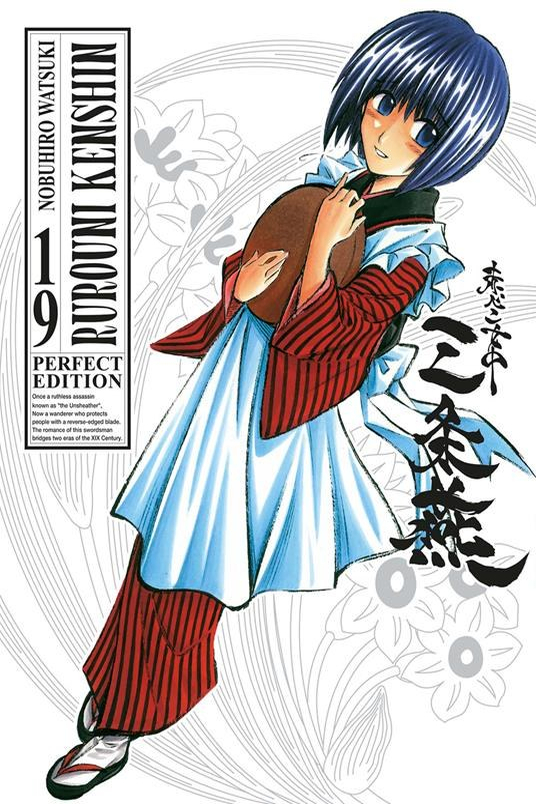 NOBUHIRO WATSUKI
RUROUNI KENSHIN
19
PERFECT
EDITION
Once a ruthless assassin
known as "the Unsheather",
Now a wanderer who protects
people with a reverse-edged blade.
The romance of this swordsman
bridges two eras of the XIX Century.
三条燕